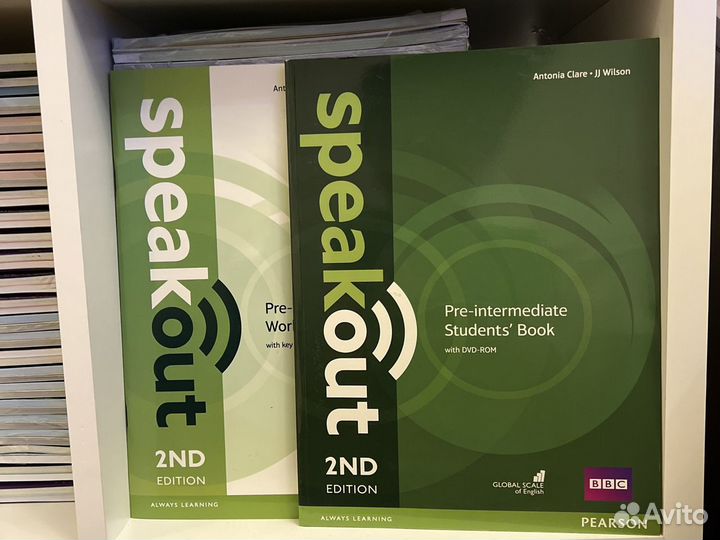 Anto
speakout
2ND
EDITION
ALWAYS LEARNING
Pre-
Wor
with key
Antonia Clare • JJ Wilson
speakout
2ND
EDITION
ALWAYS LEARNING
Pre-intermediate
Students' Book
with DVD-ROM
GLOBAL SCALE
of English
BBC
PEARSON
Avito